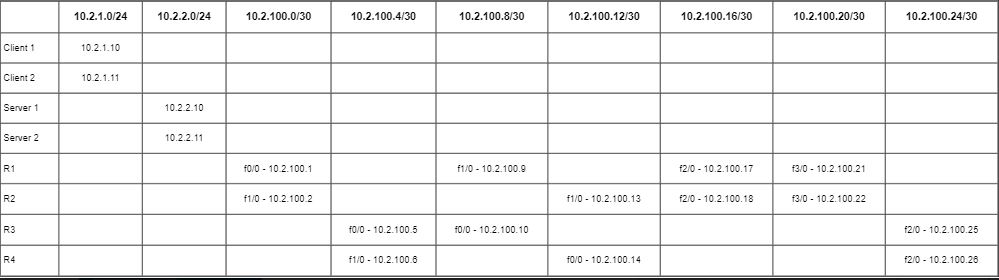 10.2.1.0/24 10.2.2.0/24 10.2.100.0/30 10.2.100.4/30 10.2.100.8/30 10.2.100.12/30 10.2.100.16/30 10.2.100.20/30 10.2.100.24/30
Client 1 10.2.1.10
Client 2 10.2.1.11
Server 1 10.2.2.10
Server 2 10.2.2.11
R1 f0/0 - 10.2.100.1 f1/0 - 10.2.100.9 f2/0 - 10.2.100.17 f3/0 - 10.2.100.21
R2 f1/0 - 10.2.100.2 f1/0 - 10.2.100.13 f2/0 - 10.2.100.18 f3/0 - 10.2.100.22
R3 f0/0 - 10.2.100.5 f0/0 - 10.2.100.10 f2/0 - 10.2.100.25
R4 f1/0 - 10.2.100.6 f0/0 - 10.2.100.14 f2/0 - 10.2.100.26